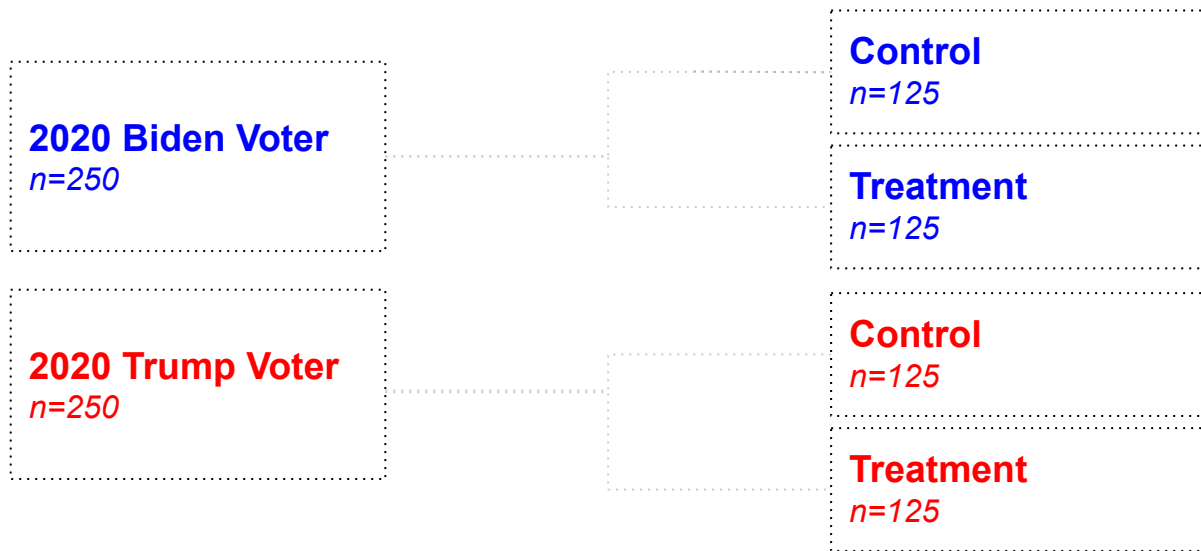 2020 Biden Voter
n=250
Control
n=125
Treatment
n=125
2020 Trump Voter
n=250
Control
n=125
Treatment
n=125